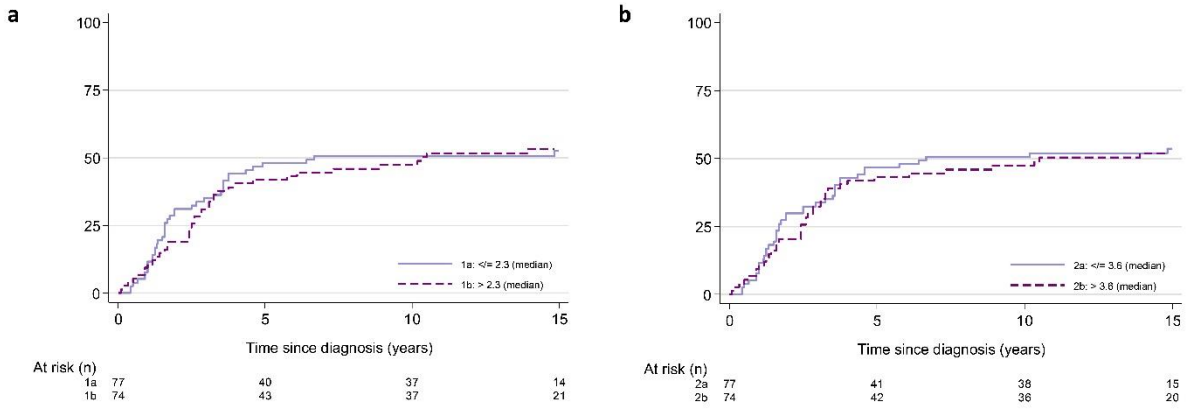 a
100
75
50
25
0
1a: </= 2.3 (median)
1b: > 2.3 (median)
0 5 10 15
Time since diagnosis (years)
At risk (n)
1a 77 40 37 14
1b 74 43 37 21
b
100
75
50
25
0
2a: </= 3.6 (median)
2b: > 3.6 (median)
0 5 10 15
Time since diagnosis (years)
At risk (n)
2a 77 41 38 15
2b 74 42 36 20